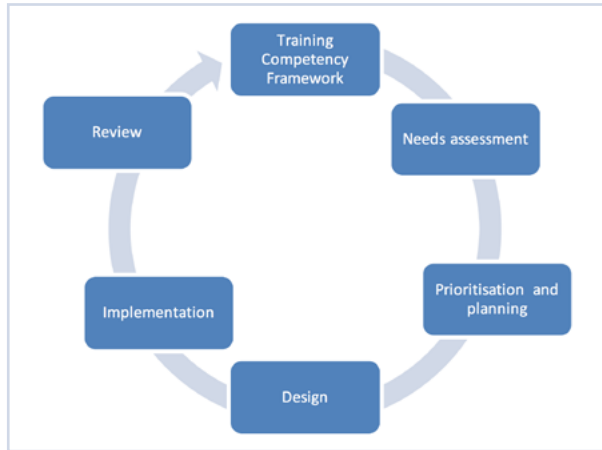 Training
Competency
Framework
Needs assessment
Prioritisation and
planning
Design
Implementation
Review